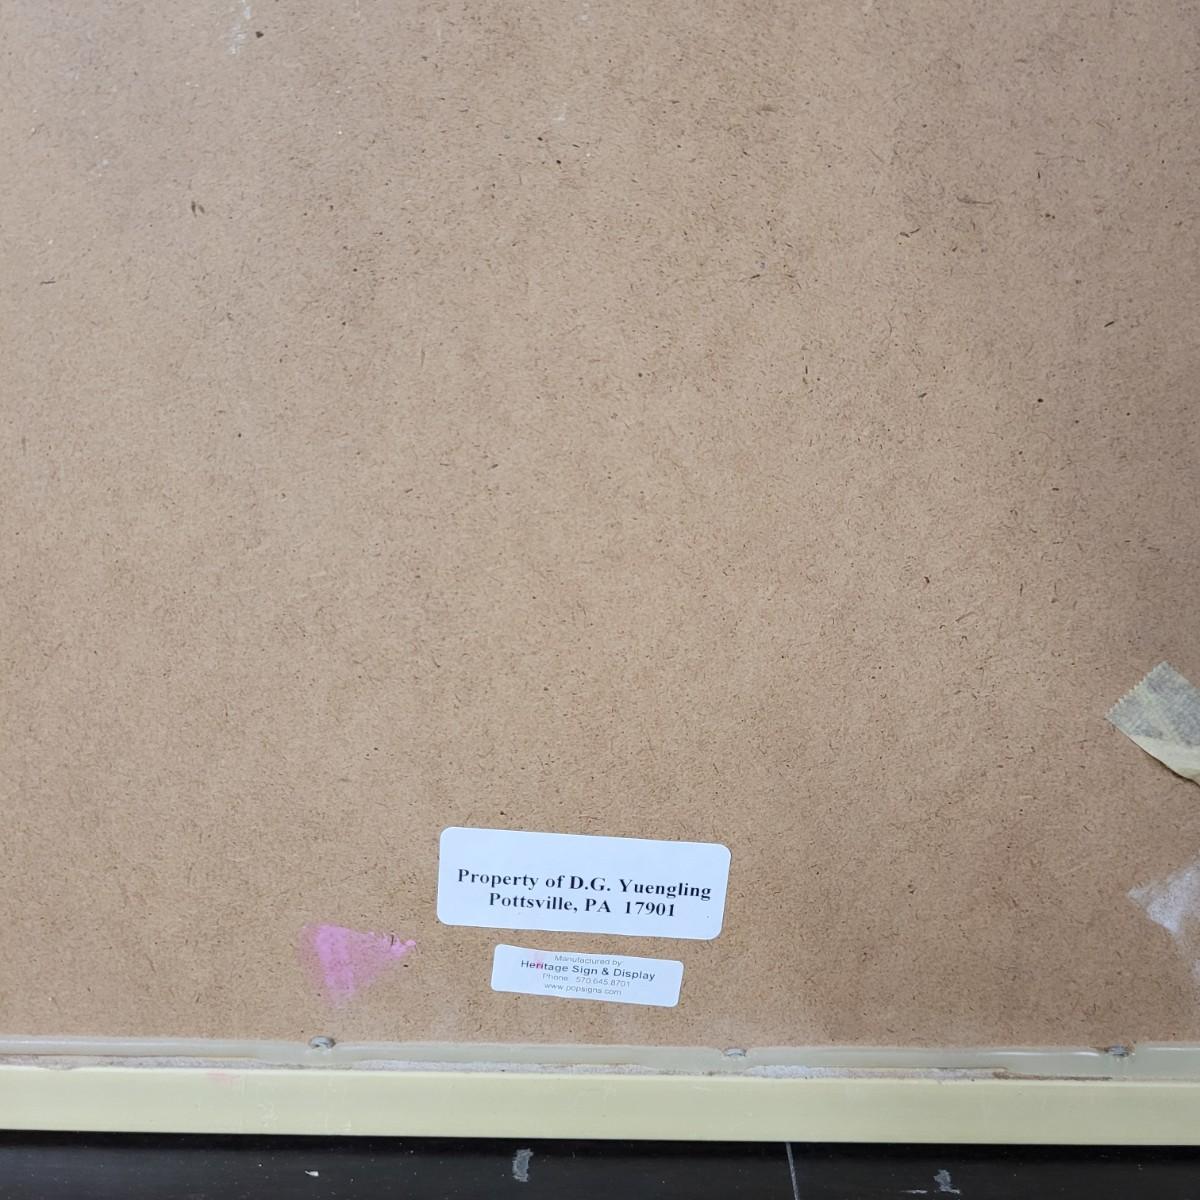 Property of D.G. Yuengling
Pottsville, PA 17901
Manufactured by:
Heritage Sign & Display
Phone: 570.645.8701
www.popsigns.com